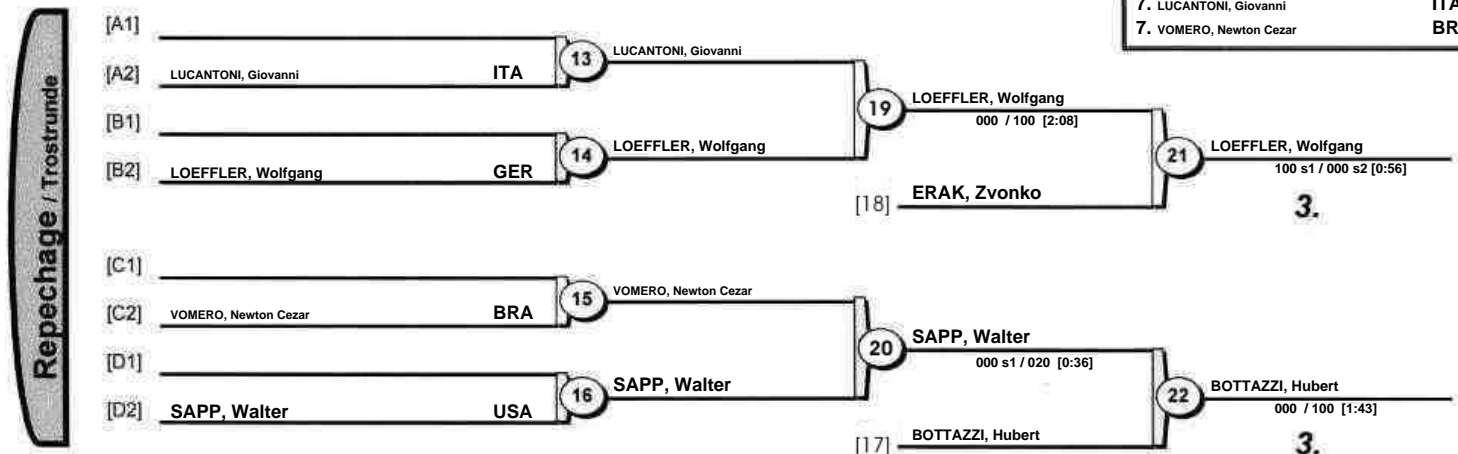 7. LUCANTONI, Giovanni ITA
7. VOMERO, Newton Cezar BR
Repechage / Trostrunde
[A1]
[A2] LUCANTONI, Giovanni ITA
13 LUCANTONI, Giovanni
[B1]
[B2] LOEFFLER, Wolfgang GER
14 LOEFFLER, Wolfgang
19 LOEFFLER, Wolfgang
000 / 100 [2:08]
[18] ERAK, Zvonko
21 LOEFFLER, Wolfgang
100 s1 / 000 s2 [0:56]
3.
[C1]
[C2] VOMERO, Newton Cezar BRA
15 VOMERO, Newton Cezar
[D1]
[D2] SAPP, Walter USA
16 SAPP, Walter
20 SAPP, Walter
000 s1 / 020 [0:36]
[17] BOTTAZZI, Hubert
22 BOTTAZZI, Hubert
000 / 100 [1:43]
3.